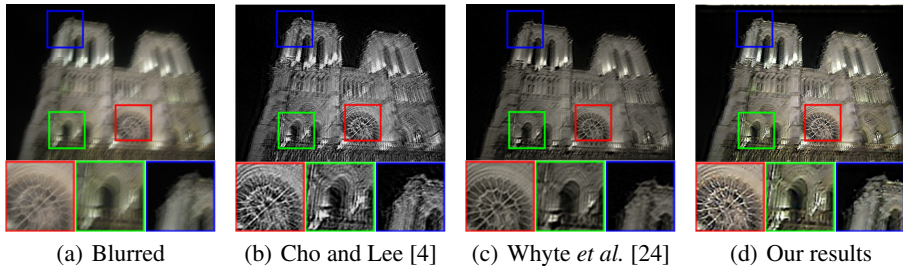 (a) Blurred
(b) Cho and Lee [4]
(c) Whyte et al. [24]
(d) Our results